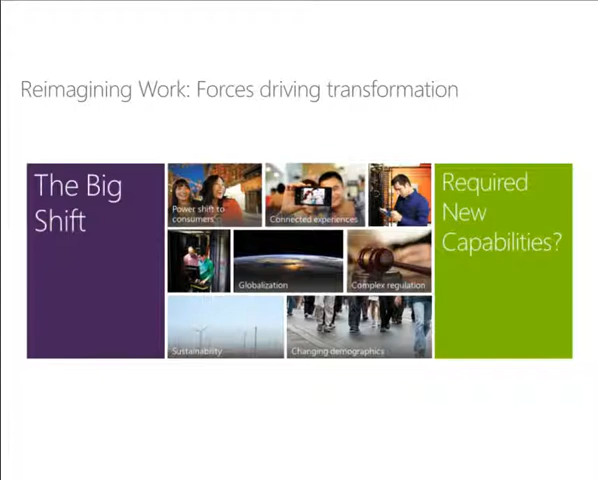 Reimagining Work: Forces driving transformation
The Big
Shift
Power shift to
consumers
Connected experiences
Globalization
Complex regulation
Sustainability
Changing demographics
Required
New
Capabilities?